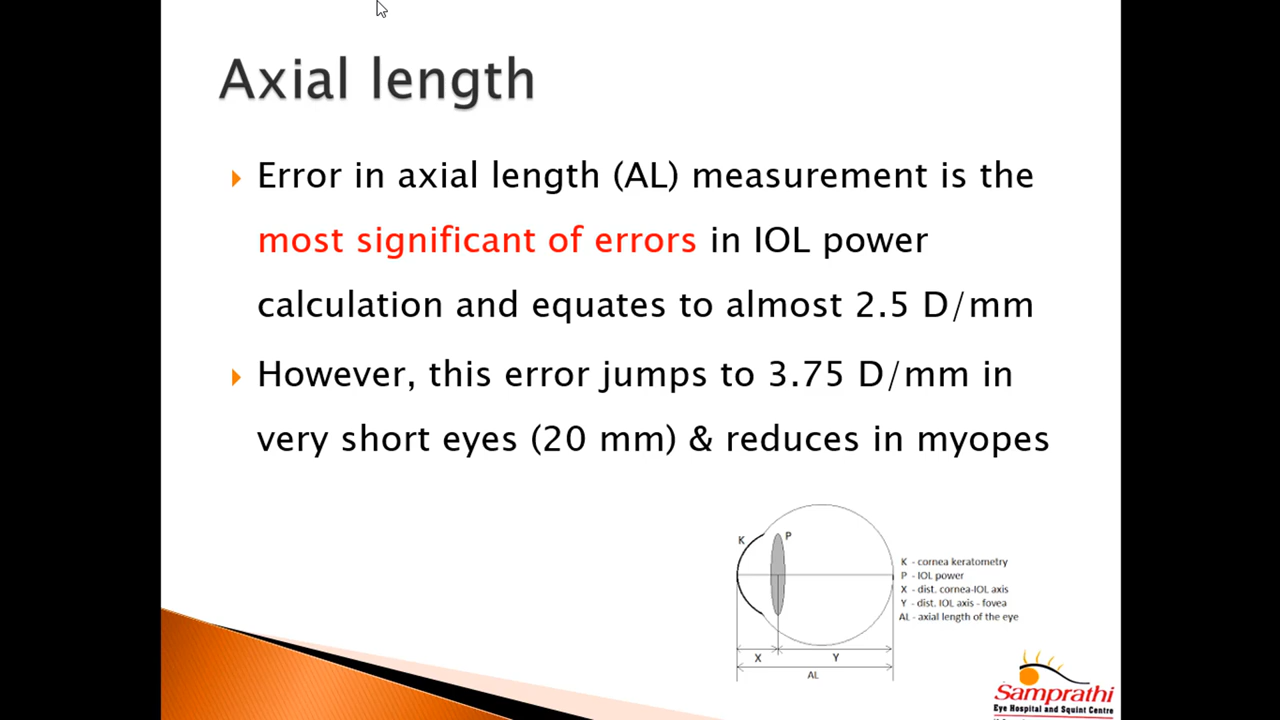 Axial length
Error in axial length (AL) measurement is the
most significant of errors in IOL power
calculation and equates to almost 2.5 D/mm
However, this error jumps to 3.75 D/mm in
very short eyes (20 mm) & reduces in myopes
K
P
K - cornea keratometry
P - IOL power
X - dist. cornea-IOL axis
Y - dist. IOL axis - fovea
AL - axial length of the eye
X
Y
AL
Samprathi
Eye Hospital and Squint Centre